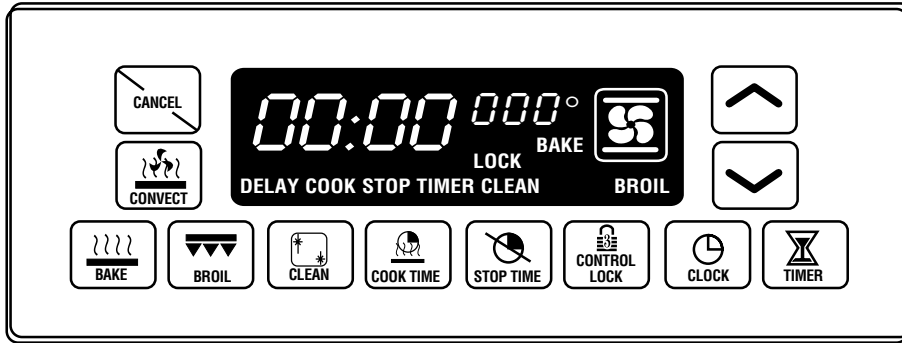 CANCEL
00:00 000°
BAKE
LOCK
DELAY COOK STOP TIMER CLEAN BROIL
CONVECT
BAKE
BROIL
CLEAN
COOK TIME
STOP TIME
3
CONTROL
LOCK
CLOCK
TIMER